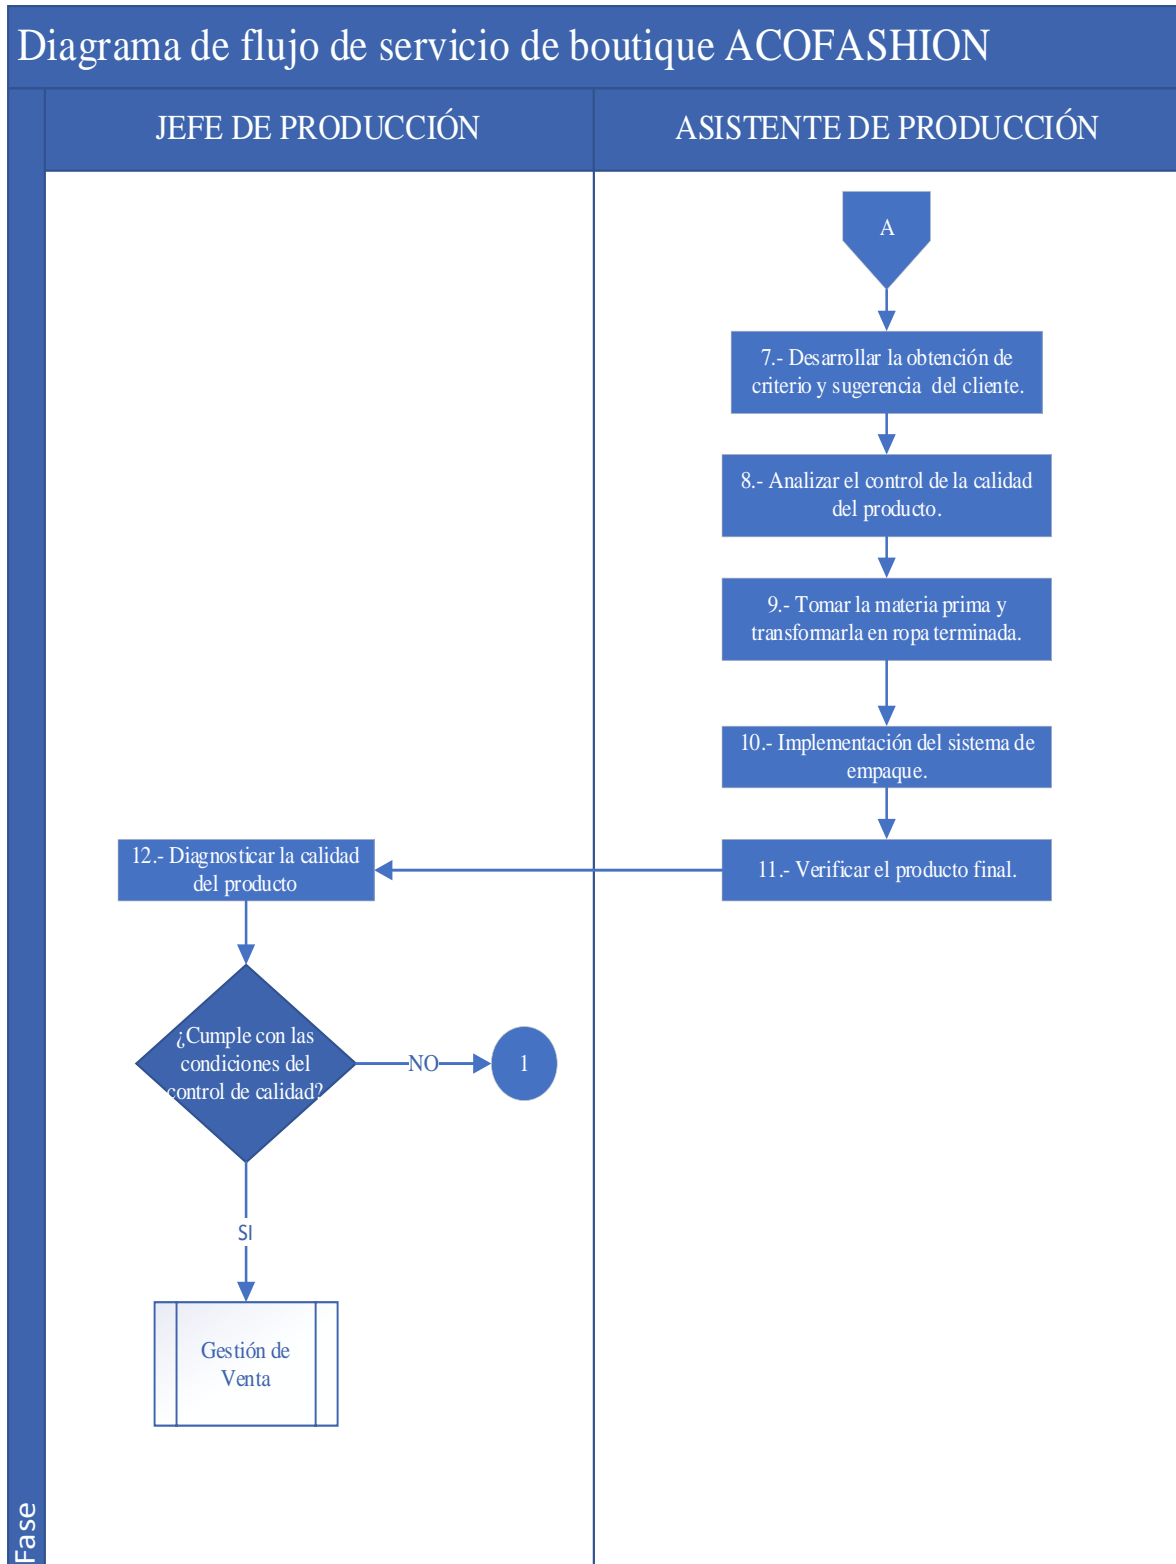 Diagrama de flujo de servicio de boutique ACOFASHION
JEFE DE PRODUCCIÓN
ASISTENTE DE PRODUCCIÓN
A
7.- Desarrollar la obtención de
criterio y sugerencia del cliente.
8.- Analizar el control de la calidad
del producto.
9.- Tomar la materia prima y
transformarla en ropa terminada.
10.- Implementación del sistema de
empaque.
11.- Verificar el producto final.
12.- Diagnosticar la calidad
del producto
¿Cumple con las
condiciones del
control de calidad?
NO
1
SI
Gestión de
Venta
Fase